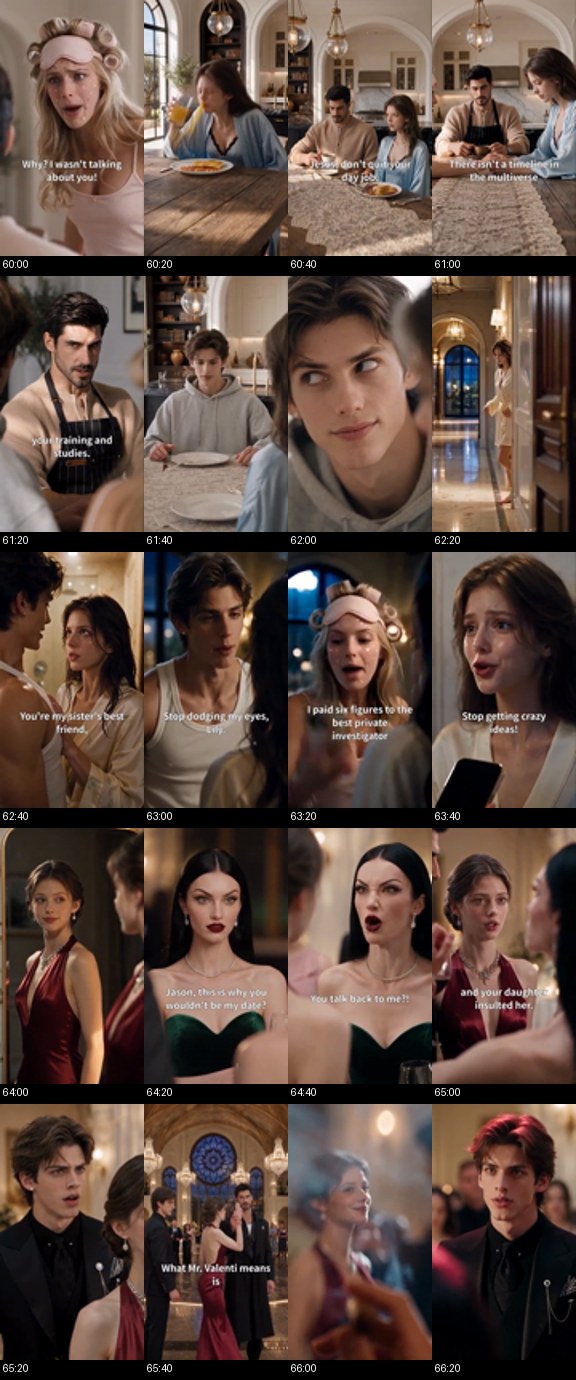 Why? I wasn't talking
about you!
60:00
60:20
Jesus, don't quit your
day job.
60:40
There isn't a timeline in
the multiverse
61:00
your training and
studies.
61:20
61:40
62:00
62:20
You're my sister's best
friend,
62:40
Stop dodging my eyes,
Lily.
63:00
I paid six figures to the
best private
investigator
63:20
Stop getting crazy
ideas!
63:40
64:00
Jason, this is why you
wouldn't be my date?
64:20
You talk back to me?!
64:40
and your daughter
insulted her.
65:00
65:20
What Mr. Valenti means
is
65:40
66:00
66:20